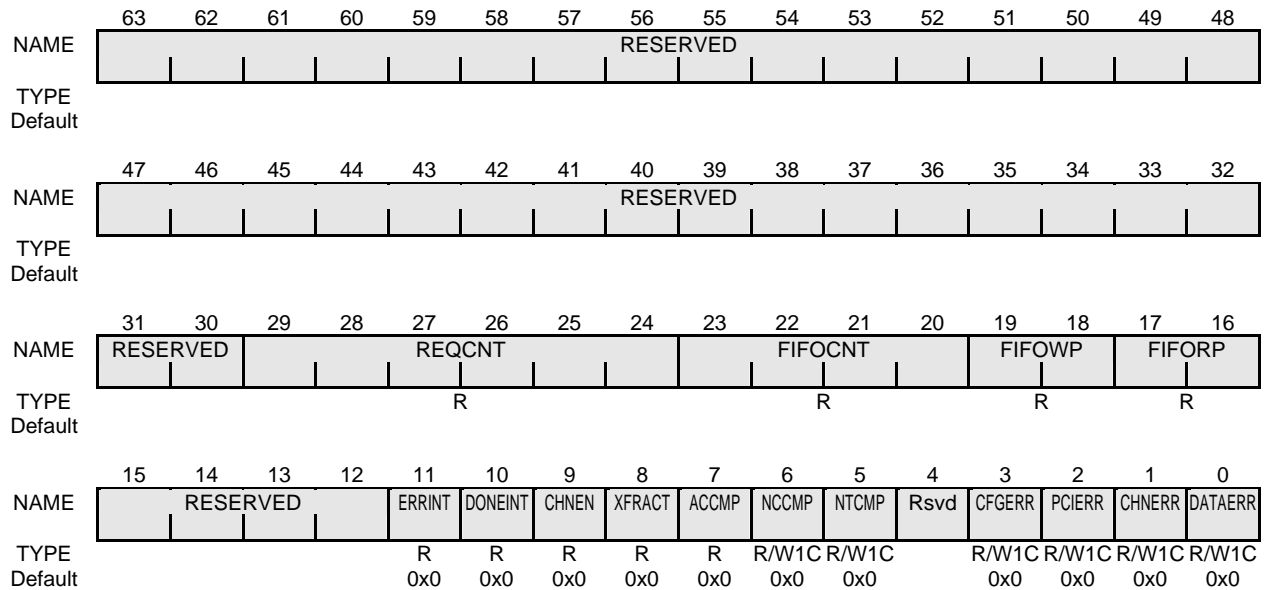 63 62 61 60 59 58 57 56 55 54 53 52 51 50 49 48
NAME RESERVED
TYPE
Default
47 46 45 44 43 42 41 40 39 38 37 36 35 34 33 32
NAME RESERVED
TYPE
Default
31 30 29 28 27 26 25 24 23 22 21 20 19 18 17 16
NAME RESERVED REQCNT FIFOCNT FIFOWP FIFORP
TYPE R R R R
Default
15 14 13 12 11 10 9 8 7 6 5 4 3 2 1 0
NAME RESERVED ERRINT DONEINT CHNEN XFRACT ACCMP NCCMP NTCMP Rsvd CFGERR PCIERR CHNERR DATAERR
TYPE R R R R R R/W1C R/W1C R/W1C R/W1C R/W1C R/W1C
Default 0x0 0x0 0x0 0x0 0x0 0x0 0x0 0x0 0x0 0x0 0x0